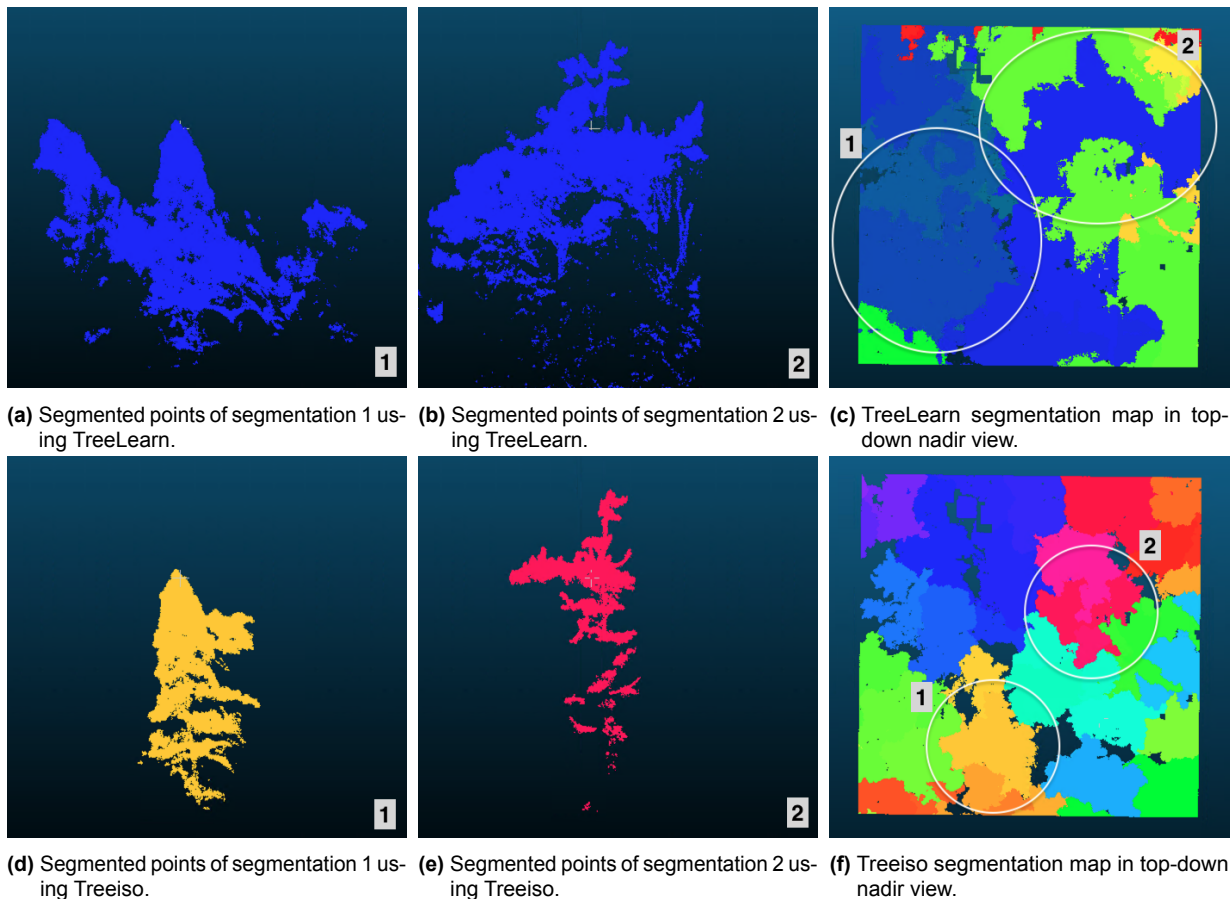 1
2
1
2
(a) Segmented points of segmentation 1 us-
ing TreeLearn.
(b) Segmented points of segmentation 2 us-
ing TreeLearn.
(c) TreeLearn segmentation map in top-
down nadir view.
1
2
1
2
(d) Segmented points of segmentation 1 us-
ing Treeiso.
(e) Segmented points of segmentation 2 us-
ing Treeiso.
(f) Treeiso segmentation map in top-down
nadir view.